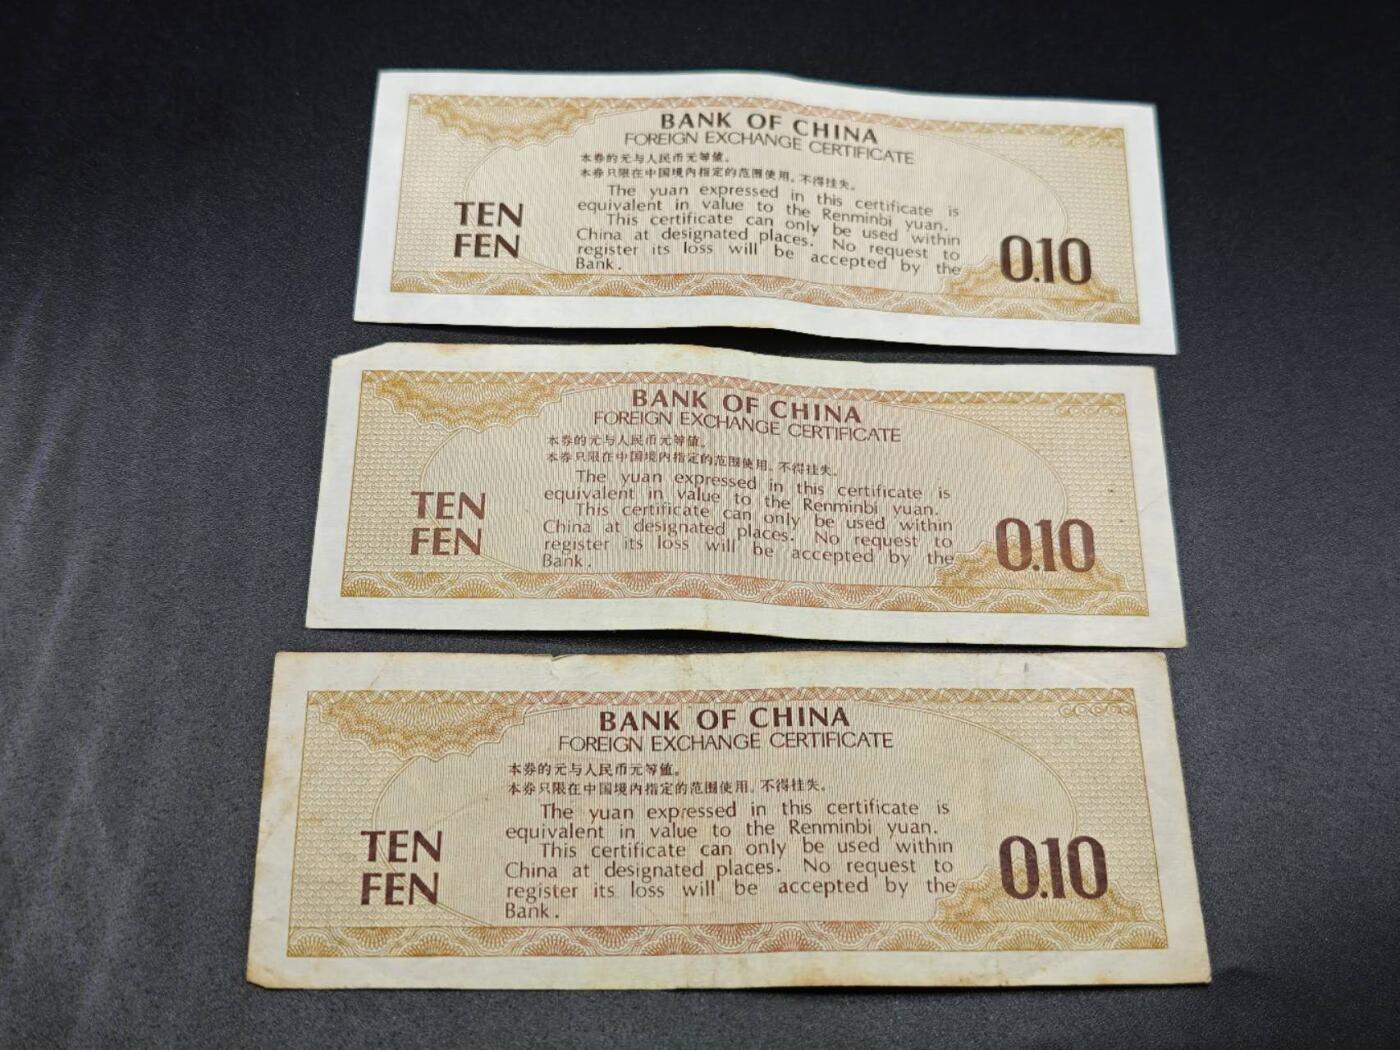 BANK OF CHINA
FOREIGN EXCHANGE CERTIFICATE
本券的元与人民币元等值。
本券只限在中国境内指定的范围使用。不得挂失。
The yuan expressed in this certificate is
equivalent in value to the Renminbi yuan.
This certificate can only be used within
China at designated places. No request to
register its loss will be accepted by the
Bank.
TEN
FEN
0.10
BANK OF CHINA
FOREIGN EXCHANGE CERTIFICATE
本券的元与人民币元等值。
本券只限在中国境内指定的范围使用。不得挂失。
The yuan expressed in this certificate is
equivalent in value to the Renminbi yuan.
This certificate can only be used within
China at designated places. No request to
register its loss will be accepted by the
Bank.
TEN
FEN
0.10
BANK OF CHINA
FOREIGN EXCHANGE CERTIFICATE
本券的元与人民币元等值。
本券只限在中国境内指定的范围使用。不得挂失。
The yuan expressed in this certificate is
equivalent in value to the Renminbi yuan.
This certificate can only be used within
China at designated places. No request to
register its loss will be accepted by the
Bank.
TEN
FEN
0.10